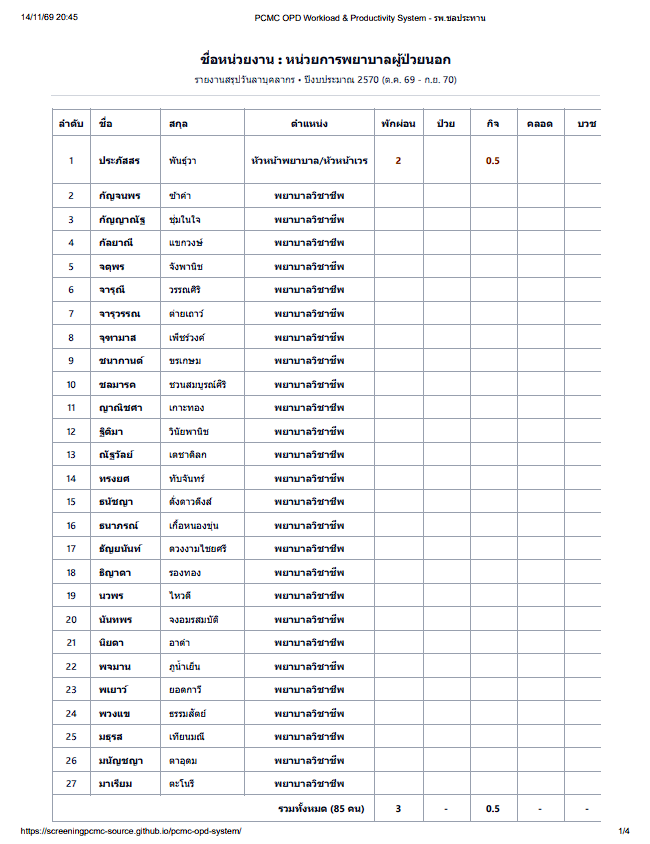 14/11/69 20:45 PCMC OPD Workload & Productivity System - รพ.ชลประทาน
ชื่อหน่วยงาน : หน่วยการพยาบาลผู้ป่วยนอก
รายงานสรุปวันลาบุคลากร • ปีงบประมาณ 2570 (ต.ค. 69 - ก.ย. 70)
ลำดับ ชื่อ สกุล ตำแหน่ง พักผ่อน ป่วย กิจ คลอด บวช
1 ประภัสสร พันธุ์วา หัวหน้าพยาบาล/หัวหน้าเวร 2 0.5
2 กัญจนพร ซำคำ พยาบาลวิชาชีพ
3 กัญญาณัฐ ชุ่มในใจ พยาบาลวิชาชีพ
4 กัลยาณี แขกวงษ์ พยาบาลวิชาชีพ
5 จตุพร จังพานิช พยาบาลวิชาชีพ
6 จารุณี วรรณศิริ พยาบาลวิชาชีพ
7 จารุวรรณ ต่ายเถาว์ พยาบาลวิชาชีพ
8 จุฑามาส เพ็ชร์วงค์ พยาบาลวิชาชีพ
9 ชนากานต์ ขรเกษม พยาบาลวิชาชีพ
10 ชลมารค ชวนสมบูรณ์ศิริ พยาบาลวิชาชีพ
11 ญาณิชศา เกาะทอง พยาบาลวิชาชีพ
12 ฐิติมา วินัยพานิช พยาบาลวิชาชีพ
13 ณัฐวัลย์ เดชาติลก พยาบาลวิชาชีพ
14 ทรงยศ ทับจันทร์ พยาบาลวิชาชีพ
15 ธนัชญา ตั่งดาวดึงส์ พยาบาลวิชาชีพ
16 ธนาภรณ์ เกื้อหนองขุ่น พยาบาลวิชาชีพ
17 ธัญยนันท์ ดวงงามไชยศรี พยาบาลวิชาชีพ
18 ธิญาดา รองทอง พยาบาลวิชาชีพ
19 นวพร ไหวดี พยาบาลวิชาชีพ
20 นันทพร จงอมรสมบัติ พยาบาลวิชาชีพ
21 นิยดา อาดำ พยาบาลวิชาชีพ
22 พจมาน ภูน้ำเย็น พยาบาลวิชาชีพ
23 พเยาว์ ยอดกาวี พยาบาลวิชาชีพ
24 พวงแข ธรรมสัตย์ พยาบาลวิชาชีพ
25 มธุรส เทียนมณี พยาบาลวิชาชีพ
26 มนัญชญา ตาอุดม พยาบาลวิชาชีพ
27 มาเรียม ตะโนรี พยาบาลวิชาชีพ
รวมทั้งหมด (85 คน) 3 - 0.5 - -
https://screeningpcmc-source.github.io/pcmc-opd-system/ 1/4